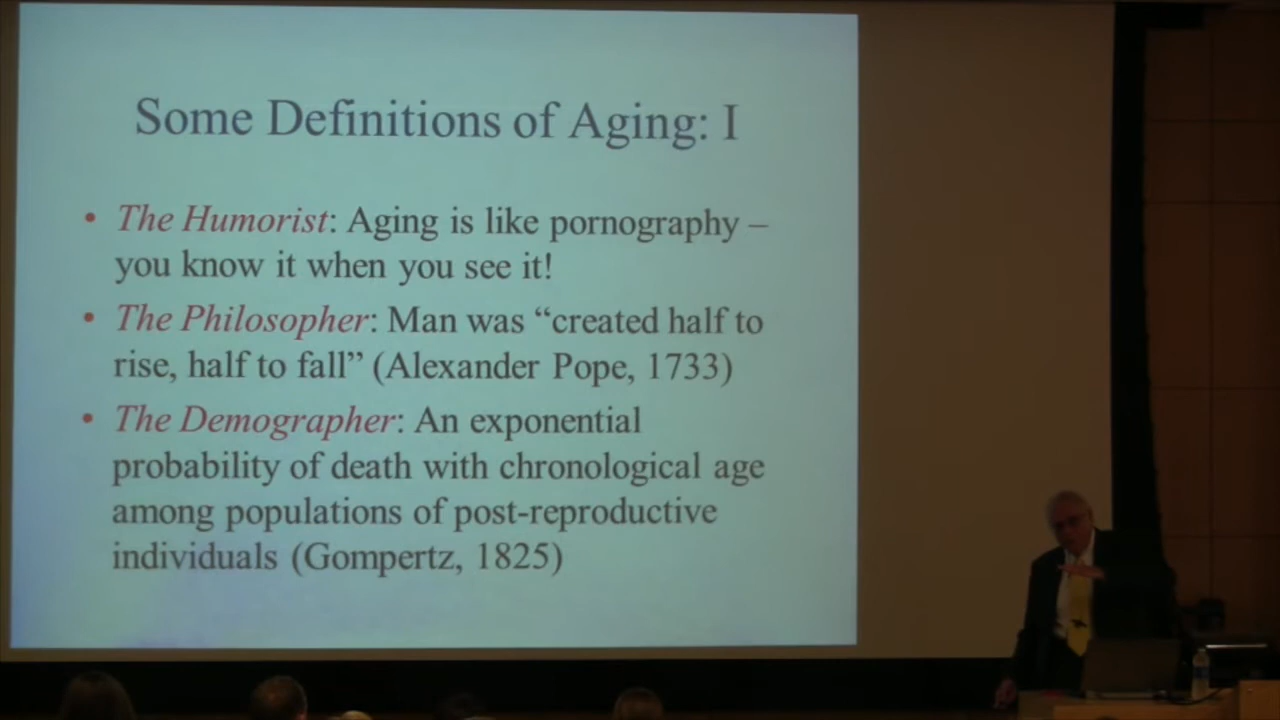 Some Definitions of Aging: I
• The Humorist: Aging is like pornography –
you know it when you see it!
• The Philosopher: Man was “created half to
rise, half to fall” (Alexander Pope, 1733)
• The Demographer: An exponential
probability of death with chronological age
among populations of post-reproductive
individuals (Gompertz, 1825)